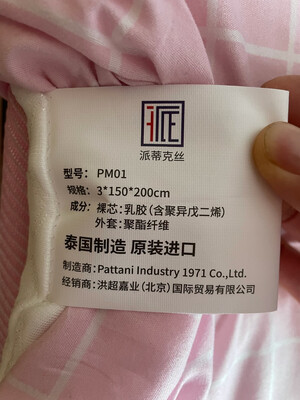 派蒂克丝
型号: PM01
规格: 3*150*200cm
成分: 裸芯:乳胶(含聚异戊二烯)
外套:聚酯纤维
泰国制造 原装进口
制造商:Pattani Industry 1971 Co.,Ltd.
经销商:洪超嘉业(北京)国际贸易有限公司